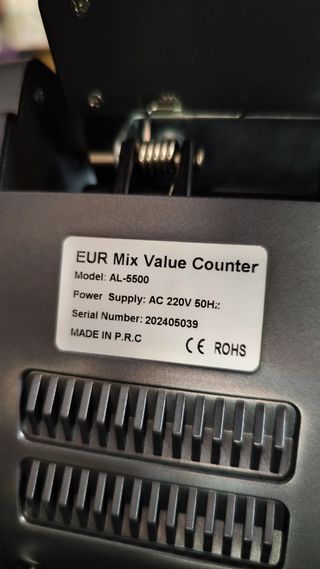 EUR Mix Value Counter
Model: AL-5500
Power Supply: AC 220V 50Hz
Serial Number: 202405039
MADE IN P.R.C CE ROHS